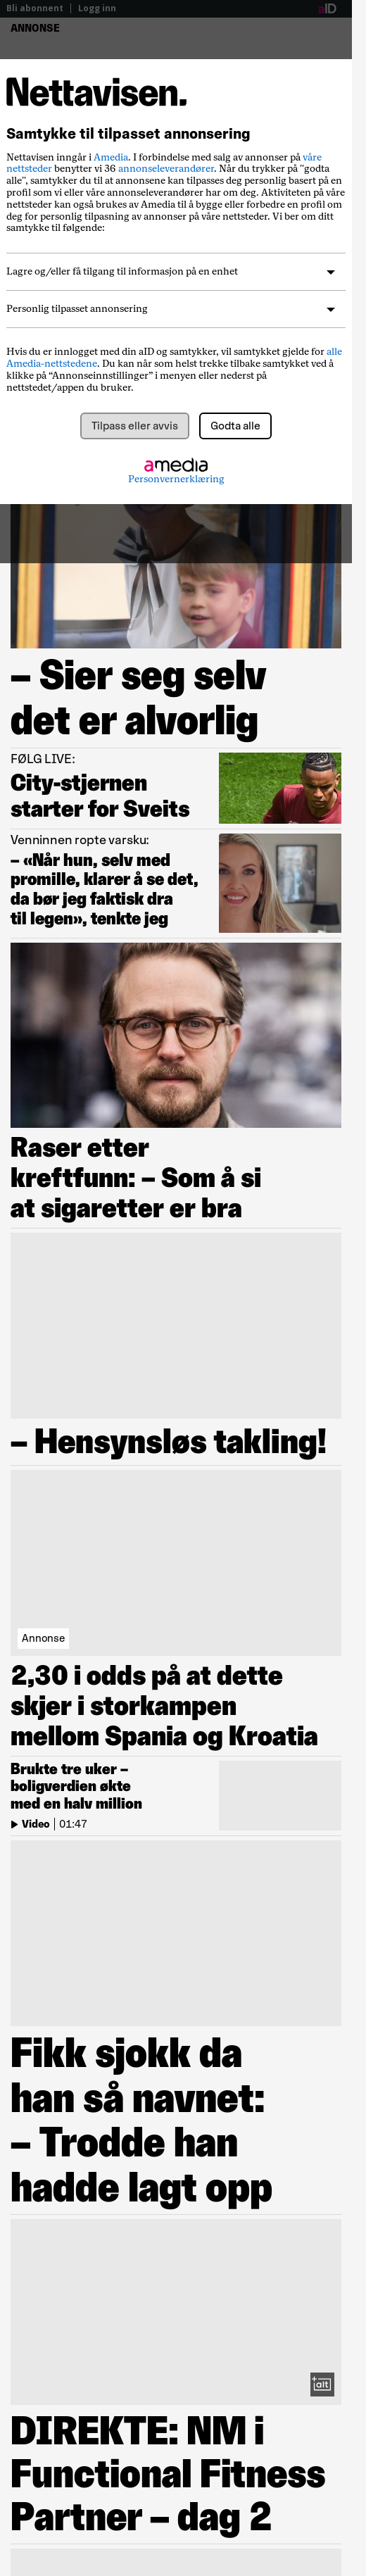 Bli abonnent | Logg inn
aID
ANNONSE
Nettavisen.
Samtykke til tilpasset annonsering
Nettavisen inngår i Amedia. I forbindelse med salg av annonser på våre
nettsteder benytter vi 36 annonseleverandører. Når du trykker på "godta
alle", samtykker du til at annonsene kan tilpasses deg personlig basert på en
profil som vi eller våre annonseleverandører har om deg. Aktiviteten på våre
nettsteder kan også brukes av Amedia til å bygge eller forbedre en profil om
deg for personlig tilpasning av annonser på våre nettsteder. Vi ber om ditt
samtykke til følgende:
Lagre og/eller få tilgang til informasjon på en enhet
Personlig tilpasset annonsering
Hvis du er innlogget med din aID og samtykker, vil samtykket gjelde for alle
Amedia-nettstedene. Du kan når som helst trekke tilbake samtykket ved å
klikke på “Annonseinnstillinger” i menyen eller nederst på
nettstedet/appen du bruker.
Tilpass eller avvis
Godta alle
amedia
Personvernerklæring
– Sier seg selv
det er alvorlig
FØLG LIVE:
City-stjernen
starter for Sveits
Venninnen ropte varsku:
– «Når hun, selv med
promille, klarer å se det,
da bør jeg faktisk dra
til legen», tenkte jeg
Raser etter
kreftfunn: – Som å si
at sigaretter er bra
– Hensynsløs takling!
Annonse
2,30 i odds på at dette
skjer i storkampen
mellom Spania og Kroatia
Brukte tre uker –
boligverdien økte
med en halv million
Video | 01:47
Fikk sjokk da
han så navnet:
– Trodde han
hadde lagt opp
+alt
DIREKTE: NM i
Functional Fitness
Partner – dag 2